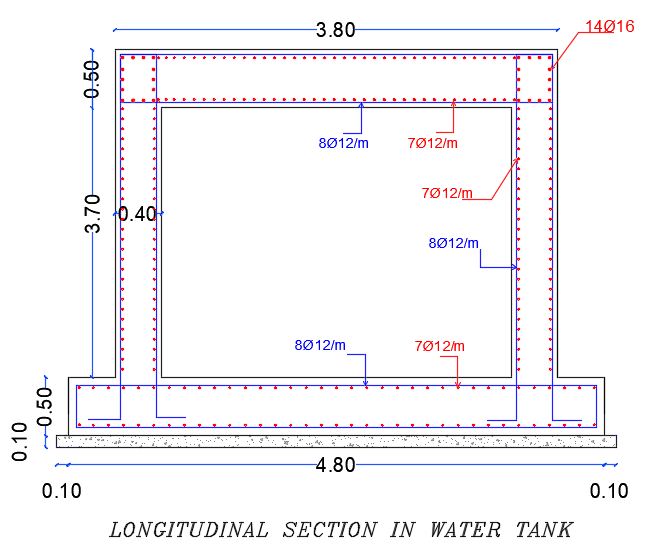 3.80
14Ø16
0.50
8Ø12/m
7Ø12/m
7Ø12/m
0.40
3.70
8Ø12/m
8Ø12/m
7Ø12/m
0.50
0.10
4.80
0.10
0.10
LONGITUDINAL SECTION IN WATER TANK